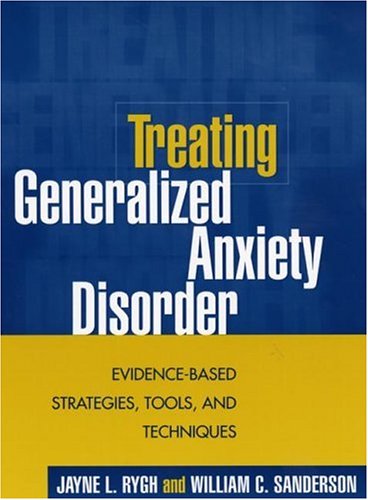 Treating
Generalized
Anxiety
Disorder
EVIDENCE-BASED
STRATEGIES, TOOLS, AND
TECHNIQUES
JAYNE L. RYGH and WILLIAM C. SANDERSON